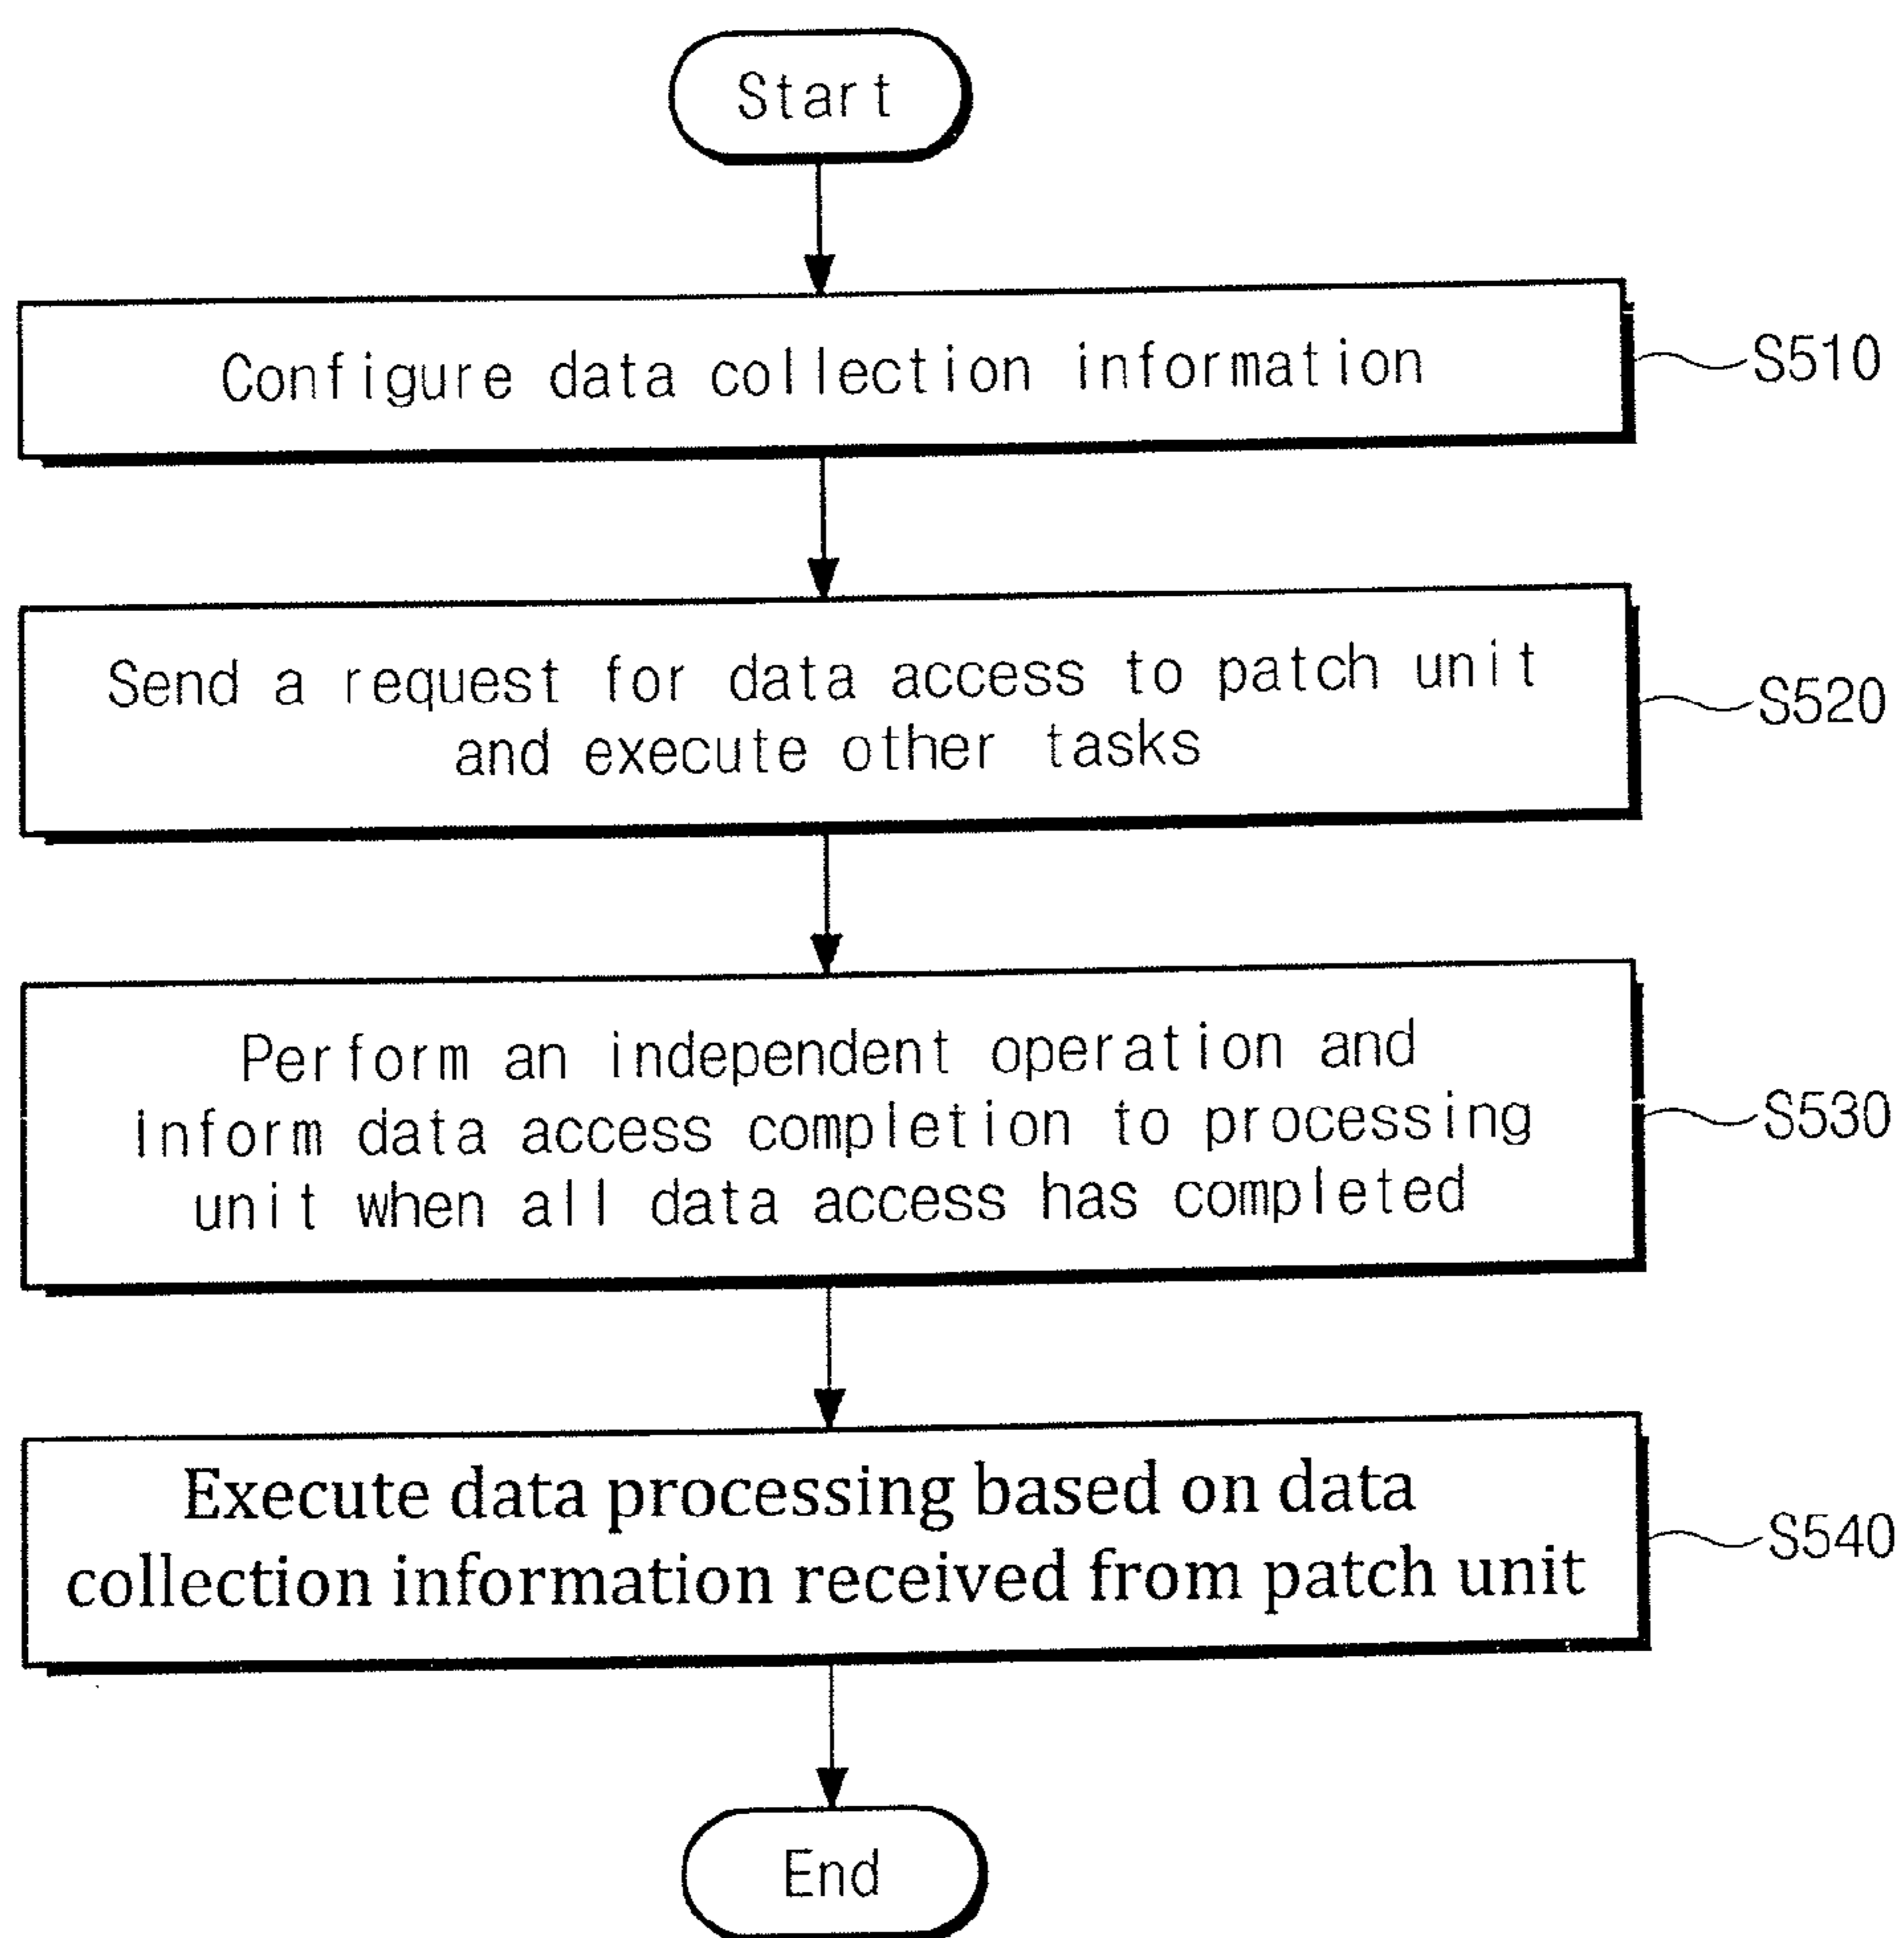 Start
Configure data collection information
S510
Send a request for data access to patch unit
and execute other tasks
S520
Perform an independent operation and
Inform data access completion to processing
unit when all data access has completed
S530
Execute data processing based on data
collection information received from patch unit
S540
End